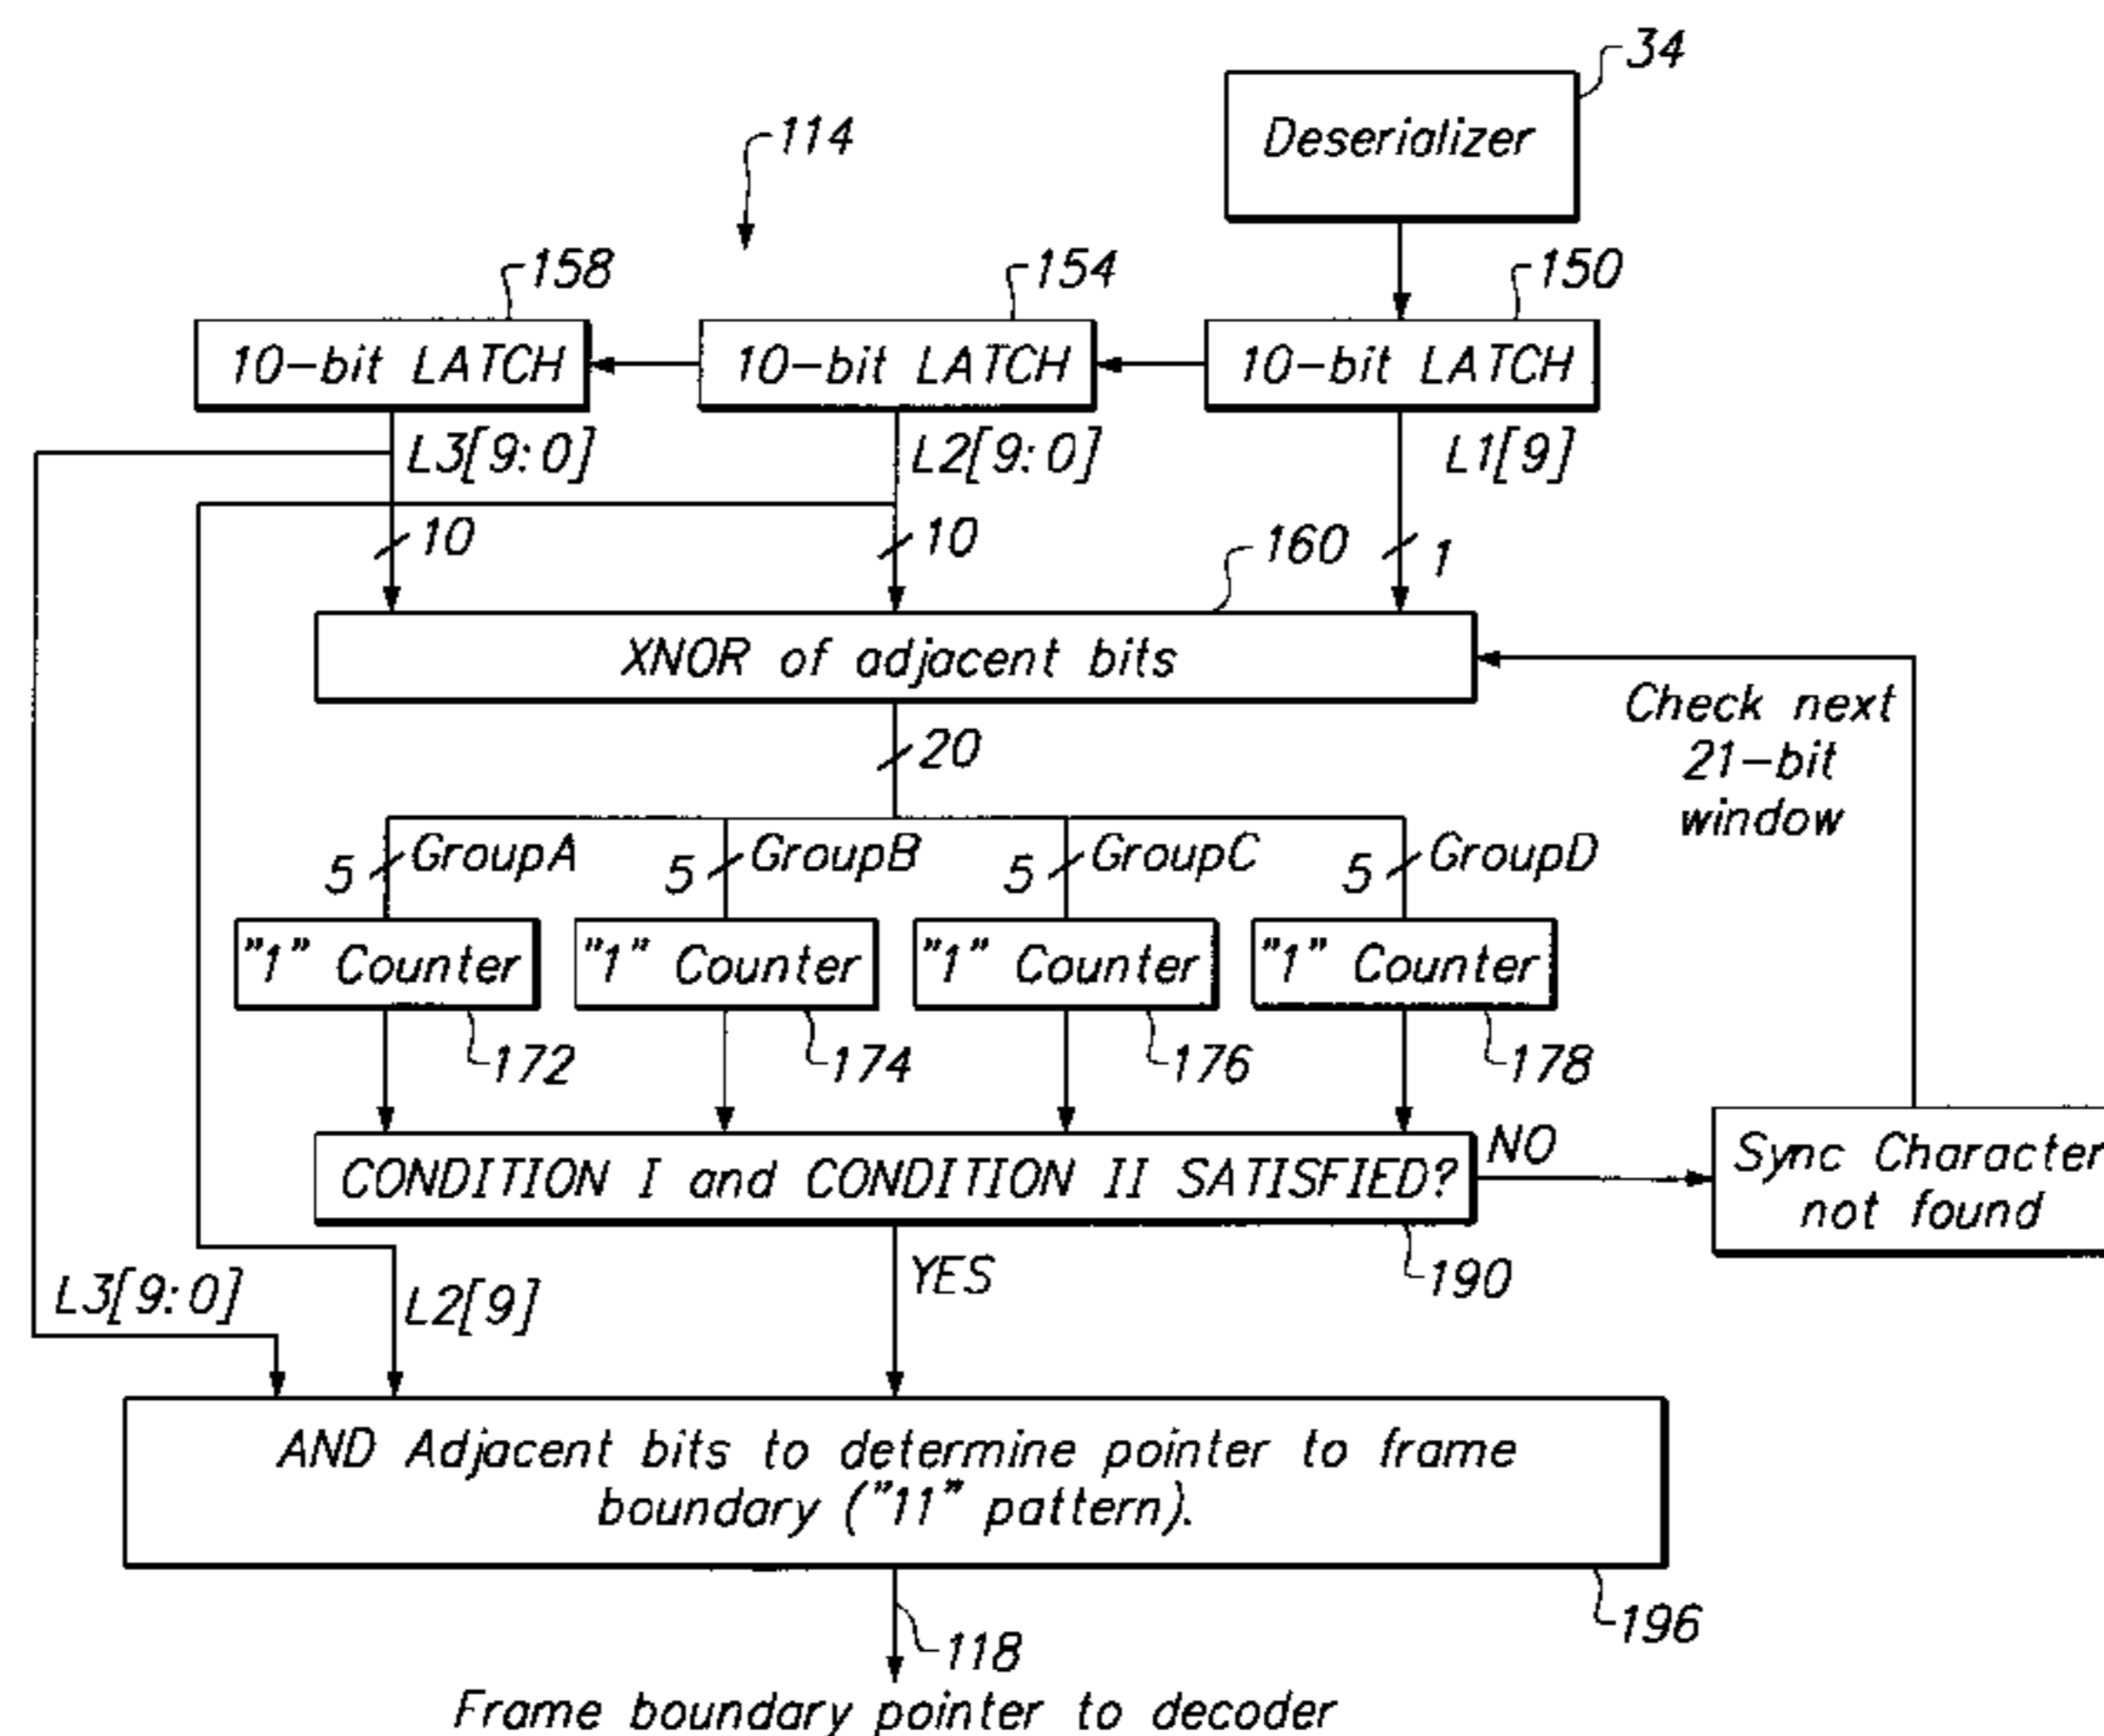 34
Deserializer
114
158
154
150
10-bit LATCH
10-bit LATCH
10-bit LATCH
L3[9:0]
L2[9:0]
L1[9]
10
10
160
1
XNOR of adjacent bits
Check next
21-bit
window
20
5
GroupA
5
GroupB
5
GroupC
5
GroupD
"1" Counter
"1" Counter
"1" Counter
"1" Counter
172
174
176
178
CONDITION I and CONDITION II SATISFIED?
NO
Sync Character
not found
190
YES
L3[9:0]
L2[9]
AND Adjacent bits to determine pointer to frame
boundary ("11" pattern).
196
118
Frame boundary pointer to decoder